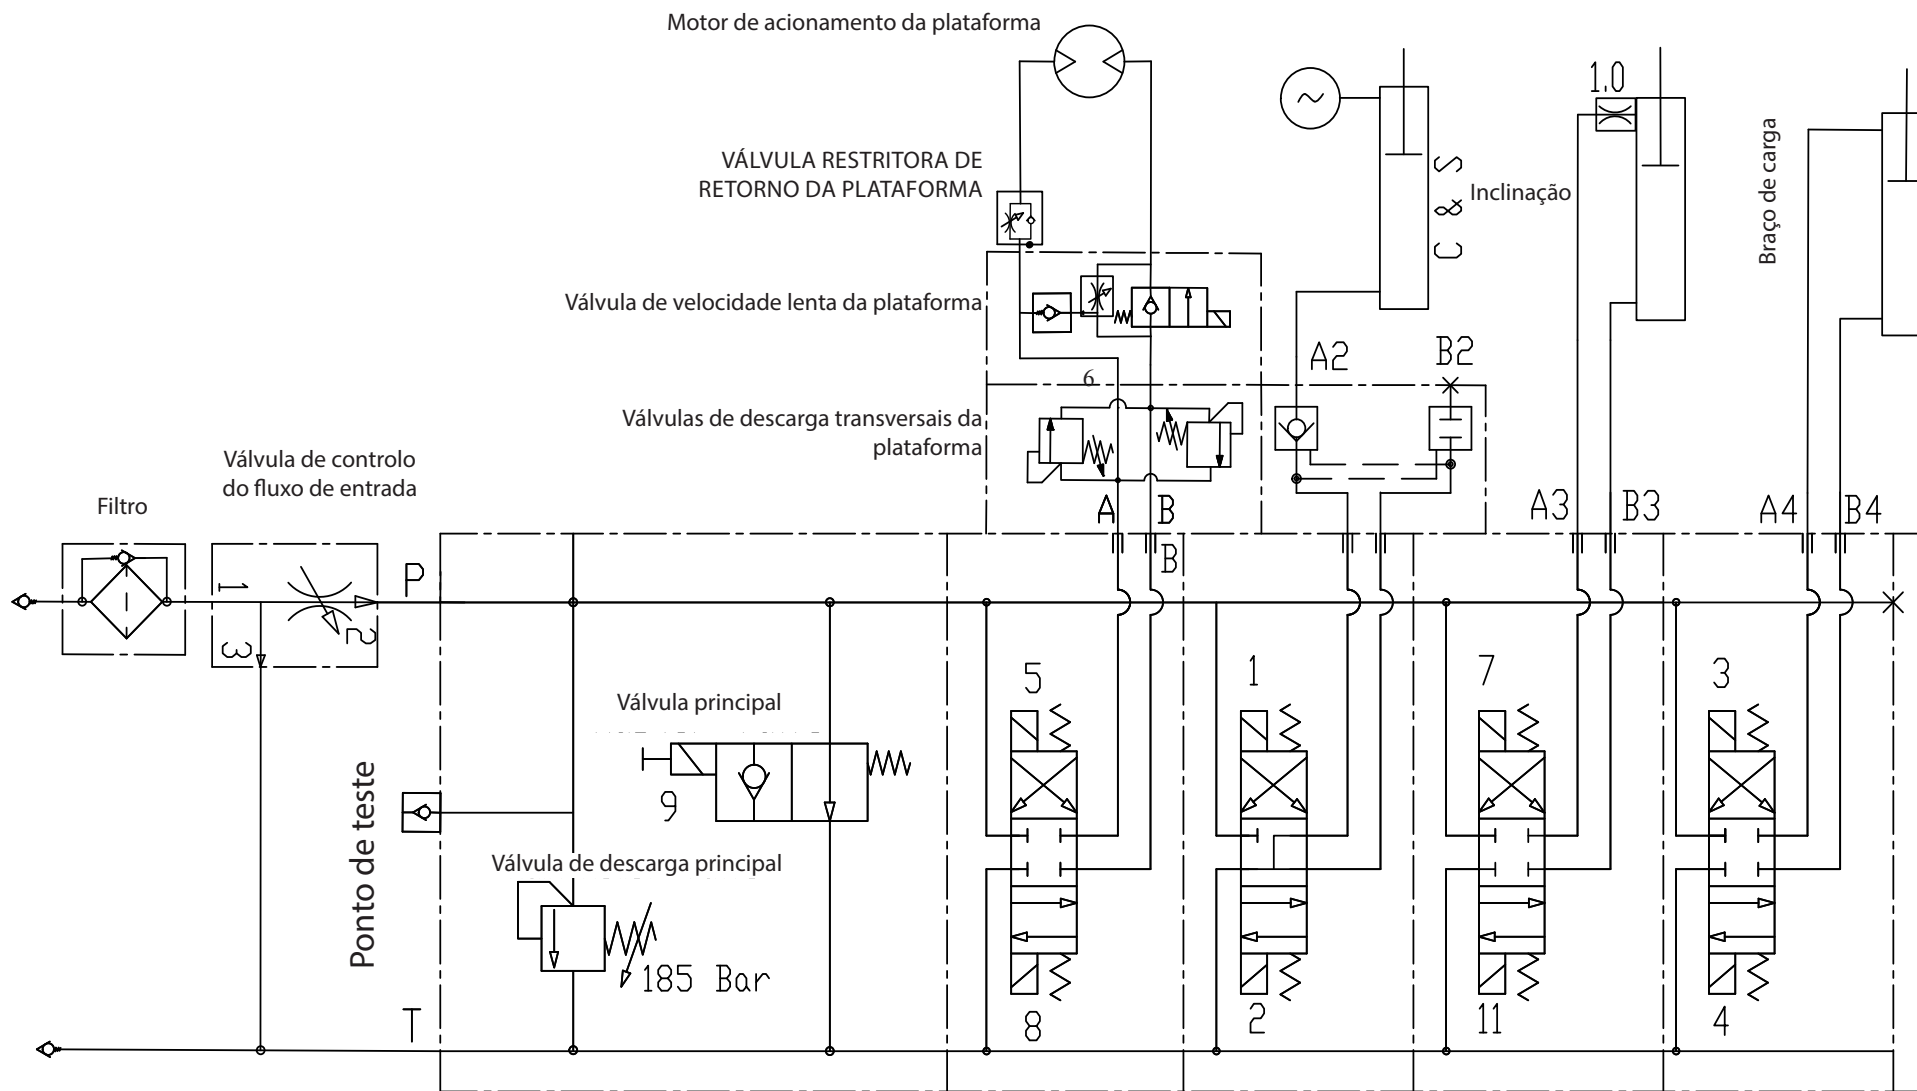 Motor de acionamento da plataforma
1.0
VÁLVULA RESTRITORA DE
RETORNO DA PLATAFORMA
C & S
Inclinação
Braço de carga
Válvula de velocidade lenta da plataforma
A2
B2
6
Válvulas de descarga transversais da
plataforma
Válvula de controlo
do fluxo de entrada
Filtro
A
B
A3
B3
A4
B4
B
P
1
2
3
5
1
7
3
Válvula principal
9
Ponto de teste
Válvula de descarga principal
185 Bar
T
8
2
11
4